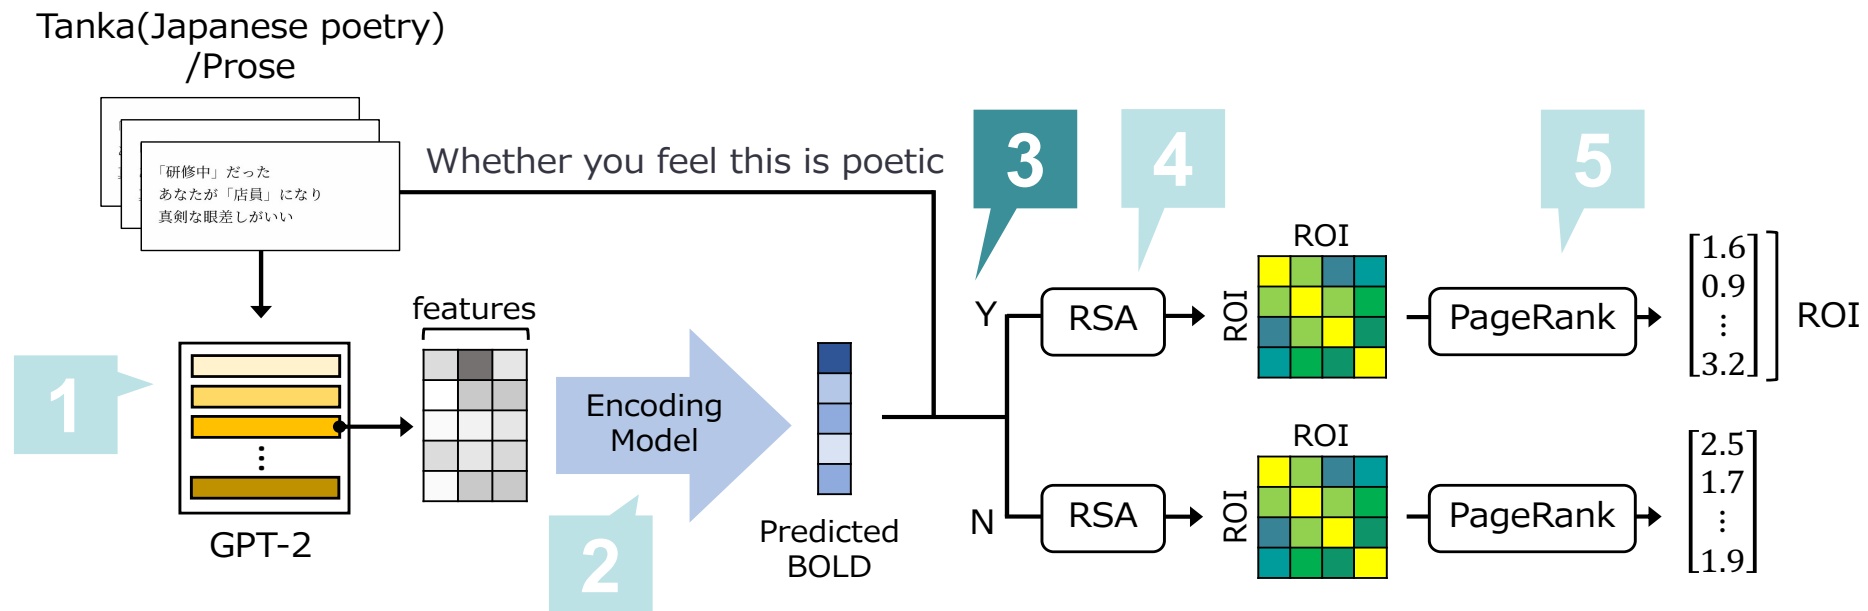 Tanka(Japanese poetry)
/Prose
「研修中」だった
あなたが「店員」になり
真剣な眼差しがいい
Whether you feel this is poetic
1
GPT-2
features
2
Encoding
Model
Predicted
BOLD
3
Y
N
4
RSA
ROI
ROI
5
PageRank
1.6
0.9
⋮
3.2
ROI
RSA
ROI
ROI
PageRank
2.5
1.7
⋮
1.9